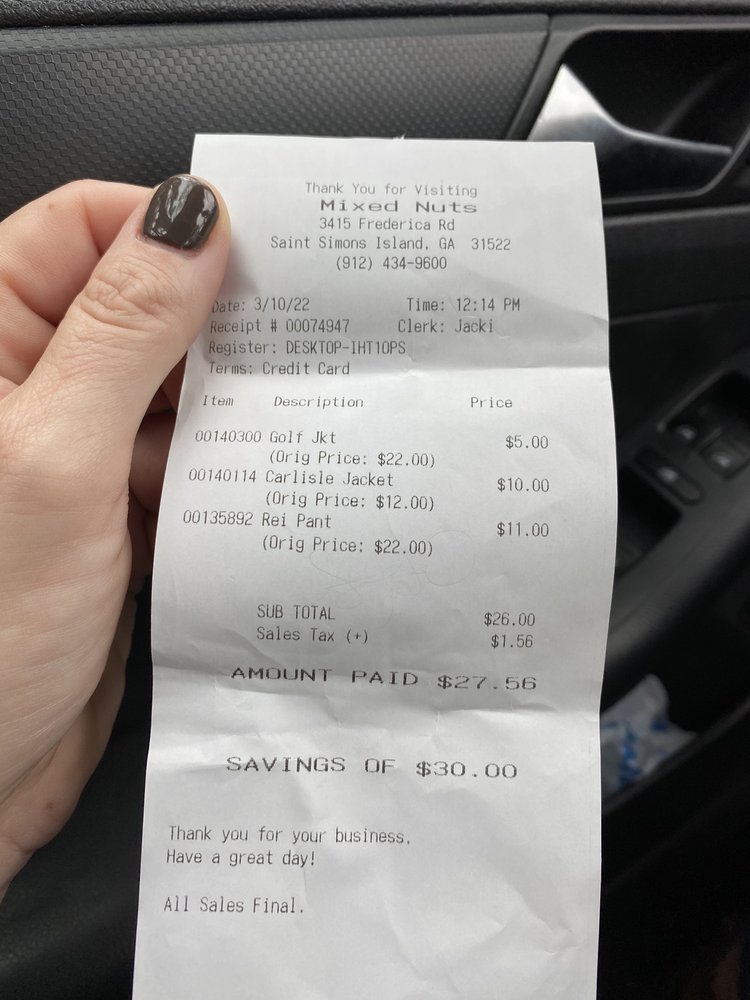 Thank You for Visiting
Mixed Nuts
3415 Frederica Rd
Saint Simons Island, GA 31522
(912) 434-9600
Date: 3/10/22 Time: 12:14 PM
Receipt # 00074947 Clerk: Jacki
Register: DESKTOP-IHT10PS
Terms: Credit Card
Item Description Price
00140300 Golf Jkt $5.00
(Orig Price: $22.00)
00140114 Carlisle Jacket $10.00
(Orig Price: $12.00)
00135892 Rei Pant $11.00
(Orig Price: $22.00)
SUB TOTAL $26.00
Sales Tax (+) $1.56
AMOUNT PAID $27.56
SAVINGS OF $30.00
Thank you for your business,
Have a great day!
All Sales Final.